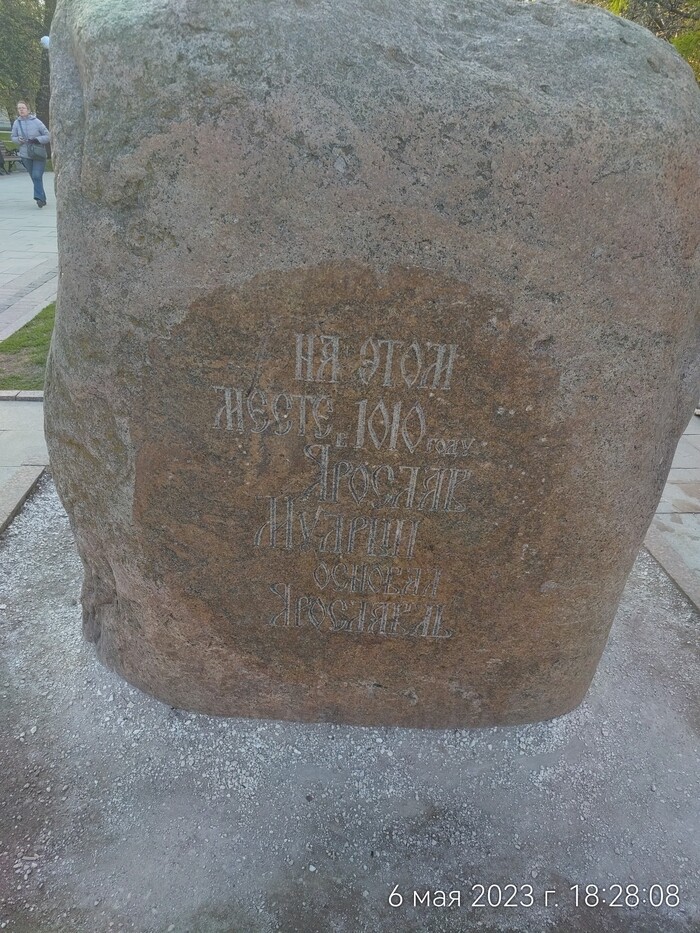 НА ЭТОМ
МЕСТЕ в 1010 году
ЯРОСЛАВ
МУДРЫЙ
ОСНОВАЛ
ЯРОСЛАВЛЬ
6 мая 2023 г. 18:28:08